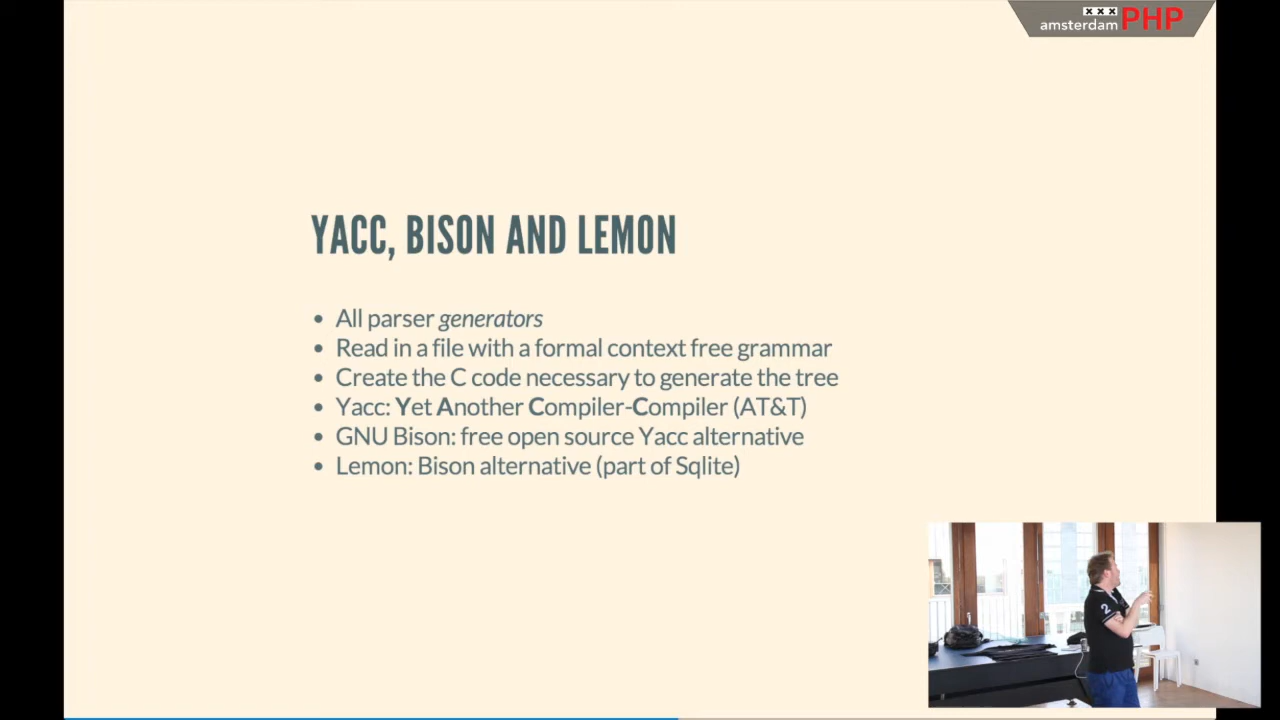 xxx
amsterdam PHP
YACC, BISON AND LEMON
• All parser generators
• Read in a file with a formal context free grammar
• Create the C code necessary to generate the tree
• Yacc: Yet Another Compiler-Compiler (AT&T)
• GNU Bison: free open source Yacc alternative
• Lemon: Bison alternative (part of Sqlite)
2